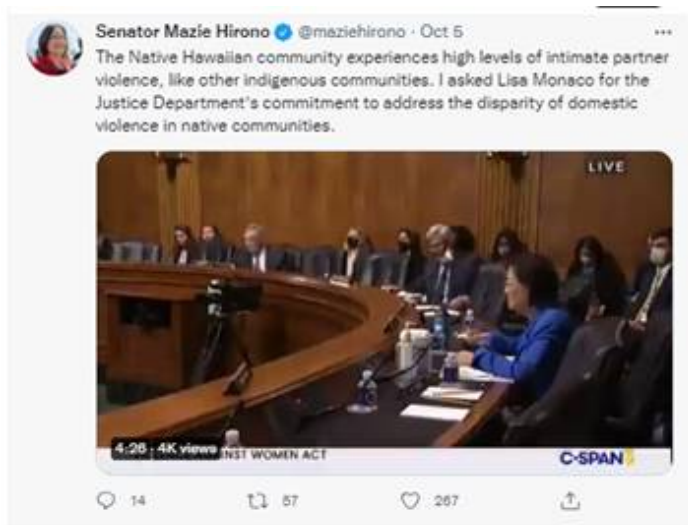 Senator Mazie Hirono @maziehirono · Oct 5
The Native Hawaiian community experiences high levels of intimate partner
violence, like other indigenous communities. I asked Lisa Monaco for the
Justice Department's commitment to address the disparity of domestic
violence in native communities.
LIVE
4:26 · 4K views
INST WOMEN ACT
C-SPAN3
14 57 267